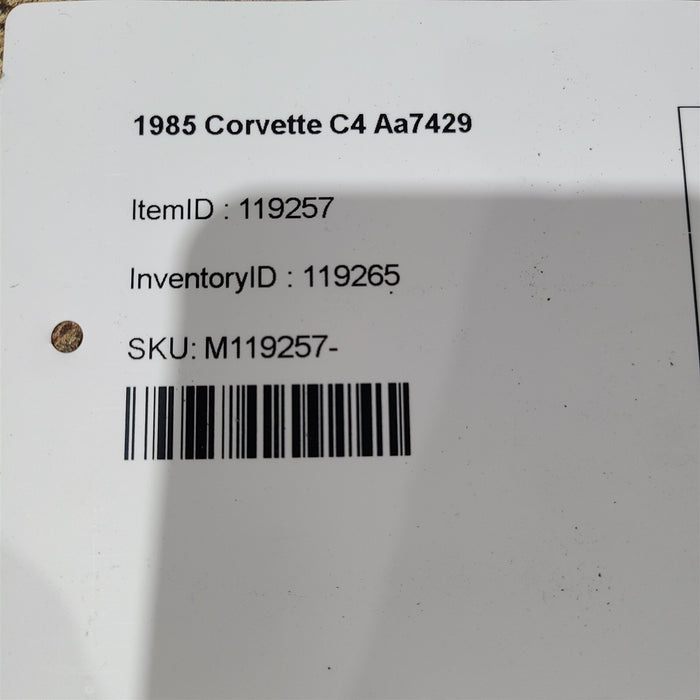 1985 Corvette C4 Aa7429
ItemID : 119257
InventoryID : 119265
SKU: M119257-